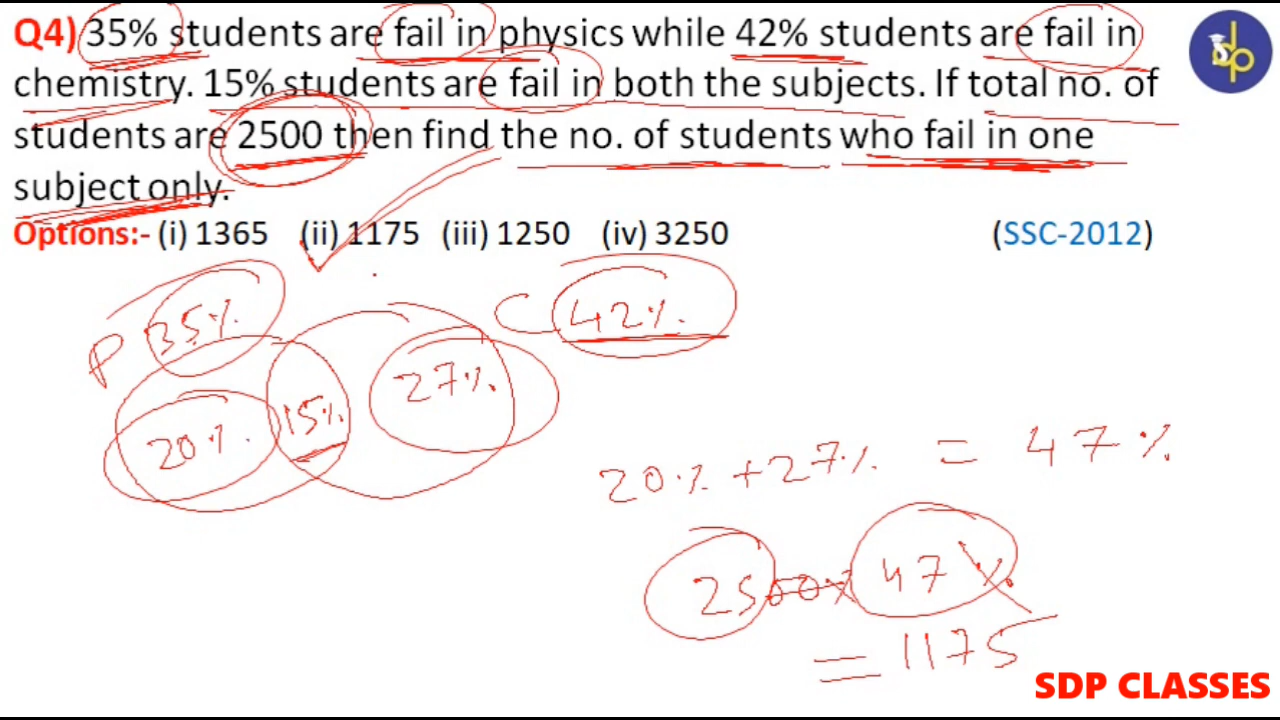 Q4) 35% students are fail in physics while 42% students are fail in
chemistry. 15% students are fail in both the subjects. If total no. of
students are 2500 then find the no. of students who fail in one
subject only.
Options:- (i) 1365 (ii) 1175 (iii) 1250 (iv) 3250 (SSC-2012)
P 35% C 42%
20% 15% 27%
20% + 27% = 47%
2500 x 47%
= 1175
SDP CLASSES